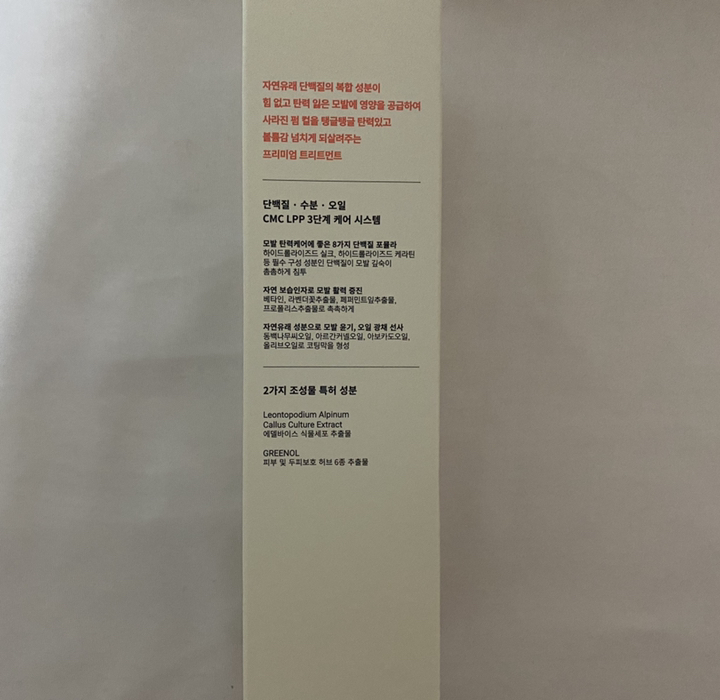 자연유래 단백질의 복합 성분이
힘 없고 탄력 잃은 모발에 영양을 공급하여
사라진 펌 컬을 탱글탱글 탄력있고
볼륨감 넘치게 되살려주는
프리미엄 트리트먼트
단백질 · 수분 · 오일
CMC LPP 3단계 케어 시스템
모발 탄력케어에 좋은 8가지 단백질 포뮬라
하이드롤라이즈드 실크, 하이드롤라이즈드 케라틴
등 필수 구성 성분인 단백질이 모발 깊숙이
촘촘하게 침투
자연 보습인자로 모발 활력 증진
베타인, 라벤더꽃추출물, 페퍼민트잎추출물,
프로폴리스추출물로 촉촉하게
자연유래 성분으로 모발 윤기, 오일 광채 선사
동백나무씨오일, 아르간커넬오일, 아보카도오일,
올리브오일로 코팅막을 형성
2가지 조성물 특허 성분
Leontopodium Alpinum
Callus Culture Extract
에델바이스 식물세포 추출물
GREENOL
피부 및 두피보호 허브 6종 추출물